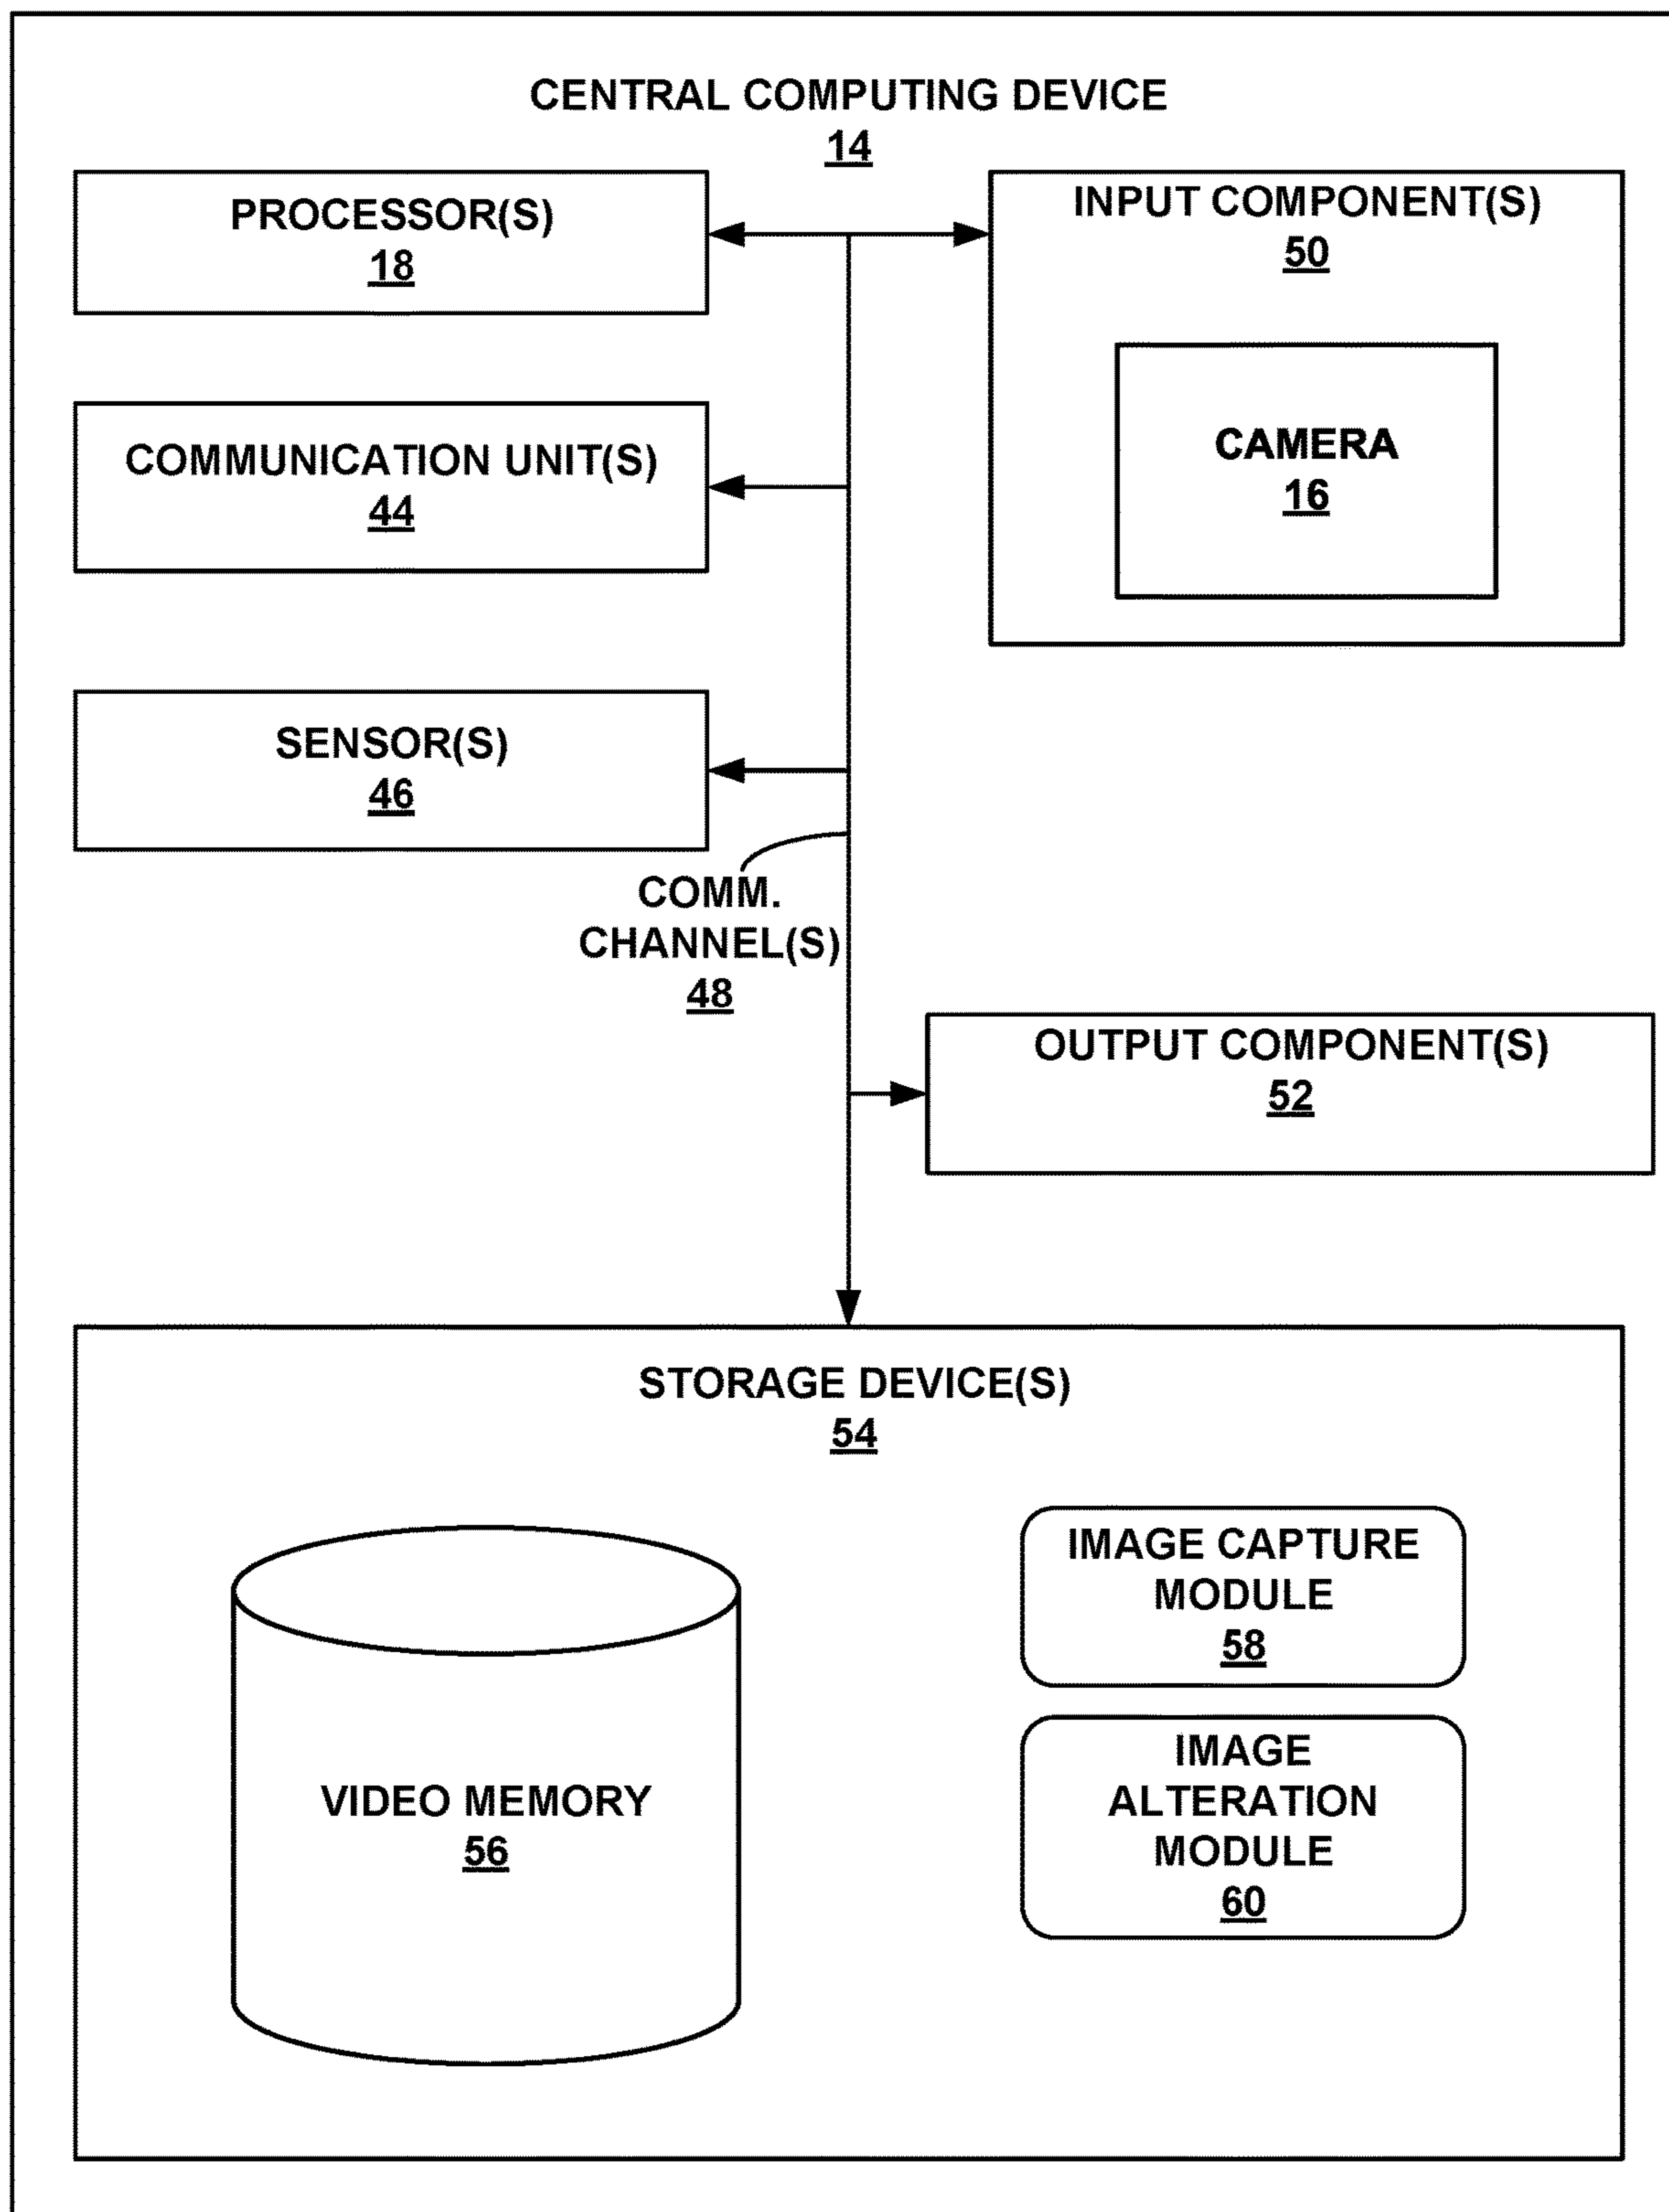 CENTRAL COMPUTING DEVICE
14
PROCESSOR(S)
18
INPUT COMPONENT(S)
50
CAMERA
16
COMMUNICATION UNIT(S)
44
SENSOR(S)
46
COMM.
CHANNEL(S)
48
OUTPUT COMPONENT(S)
52
STORAGE DEVICE(S)
54
VIDEO MEMORY
56
IMAGE CAPTURE
MODULE
58
IMAGE
ALTERATION
MODULE
60